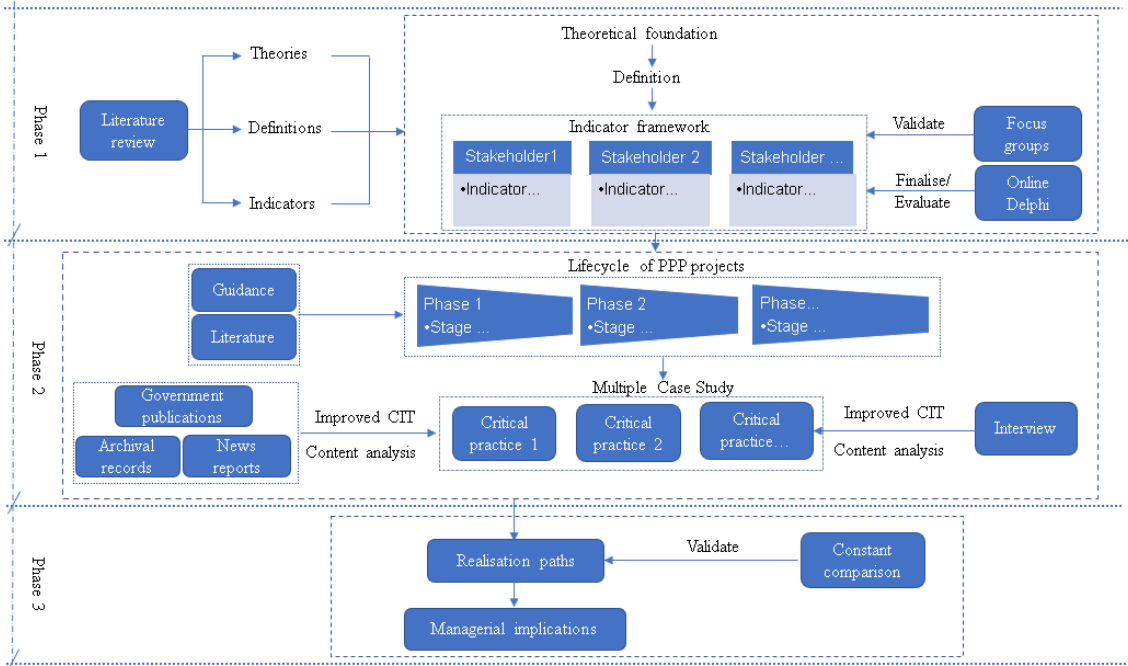 Phase 1
Literature
review
Theories
Definitions
Indicators
Theoretical foundation
Definition
Indicator framework
Stakeholder1
•Indicator...
Stakeholder 2
•Indicator...
Stakeholder ...
•Indicator...
Validate
Focus
groups
Finalise/
Evaluate
Online
Delphi
Phase 2
Lifecycle of PPP projects
Guidance
Literature
Phase 1
•Stage ...
Phase 2
•Stage ...
Phase...
•Stage ...
Multiple Case Study
Government
publications
Archival
records
News
reports
Improved CIT
Content analysis
Critical
practice 1
Critical
practice 2
Critical
practice...
Improved CIT
Content analysis
Interview
Phase 3
Realisation paths
Validate
Constant
comparison
Managerial implications